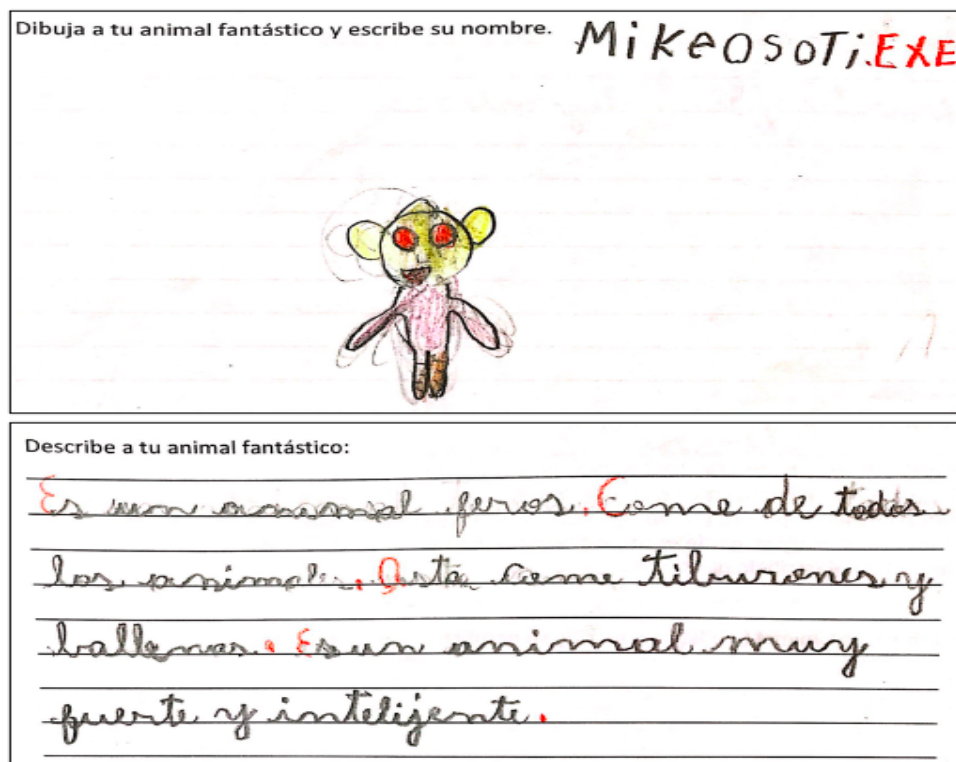 Dibuja a tu animal fantástico y escribe su nombre.
MikeosoTi.EXE
Describe a tu animal fantástico:
Es un animal feros. Come de todos
los animales. Asta come tiburones y
ballenas. Es un animal muy
fuerte y intelijente.